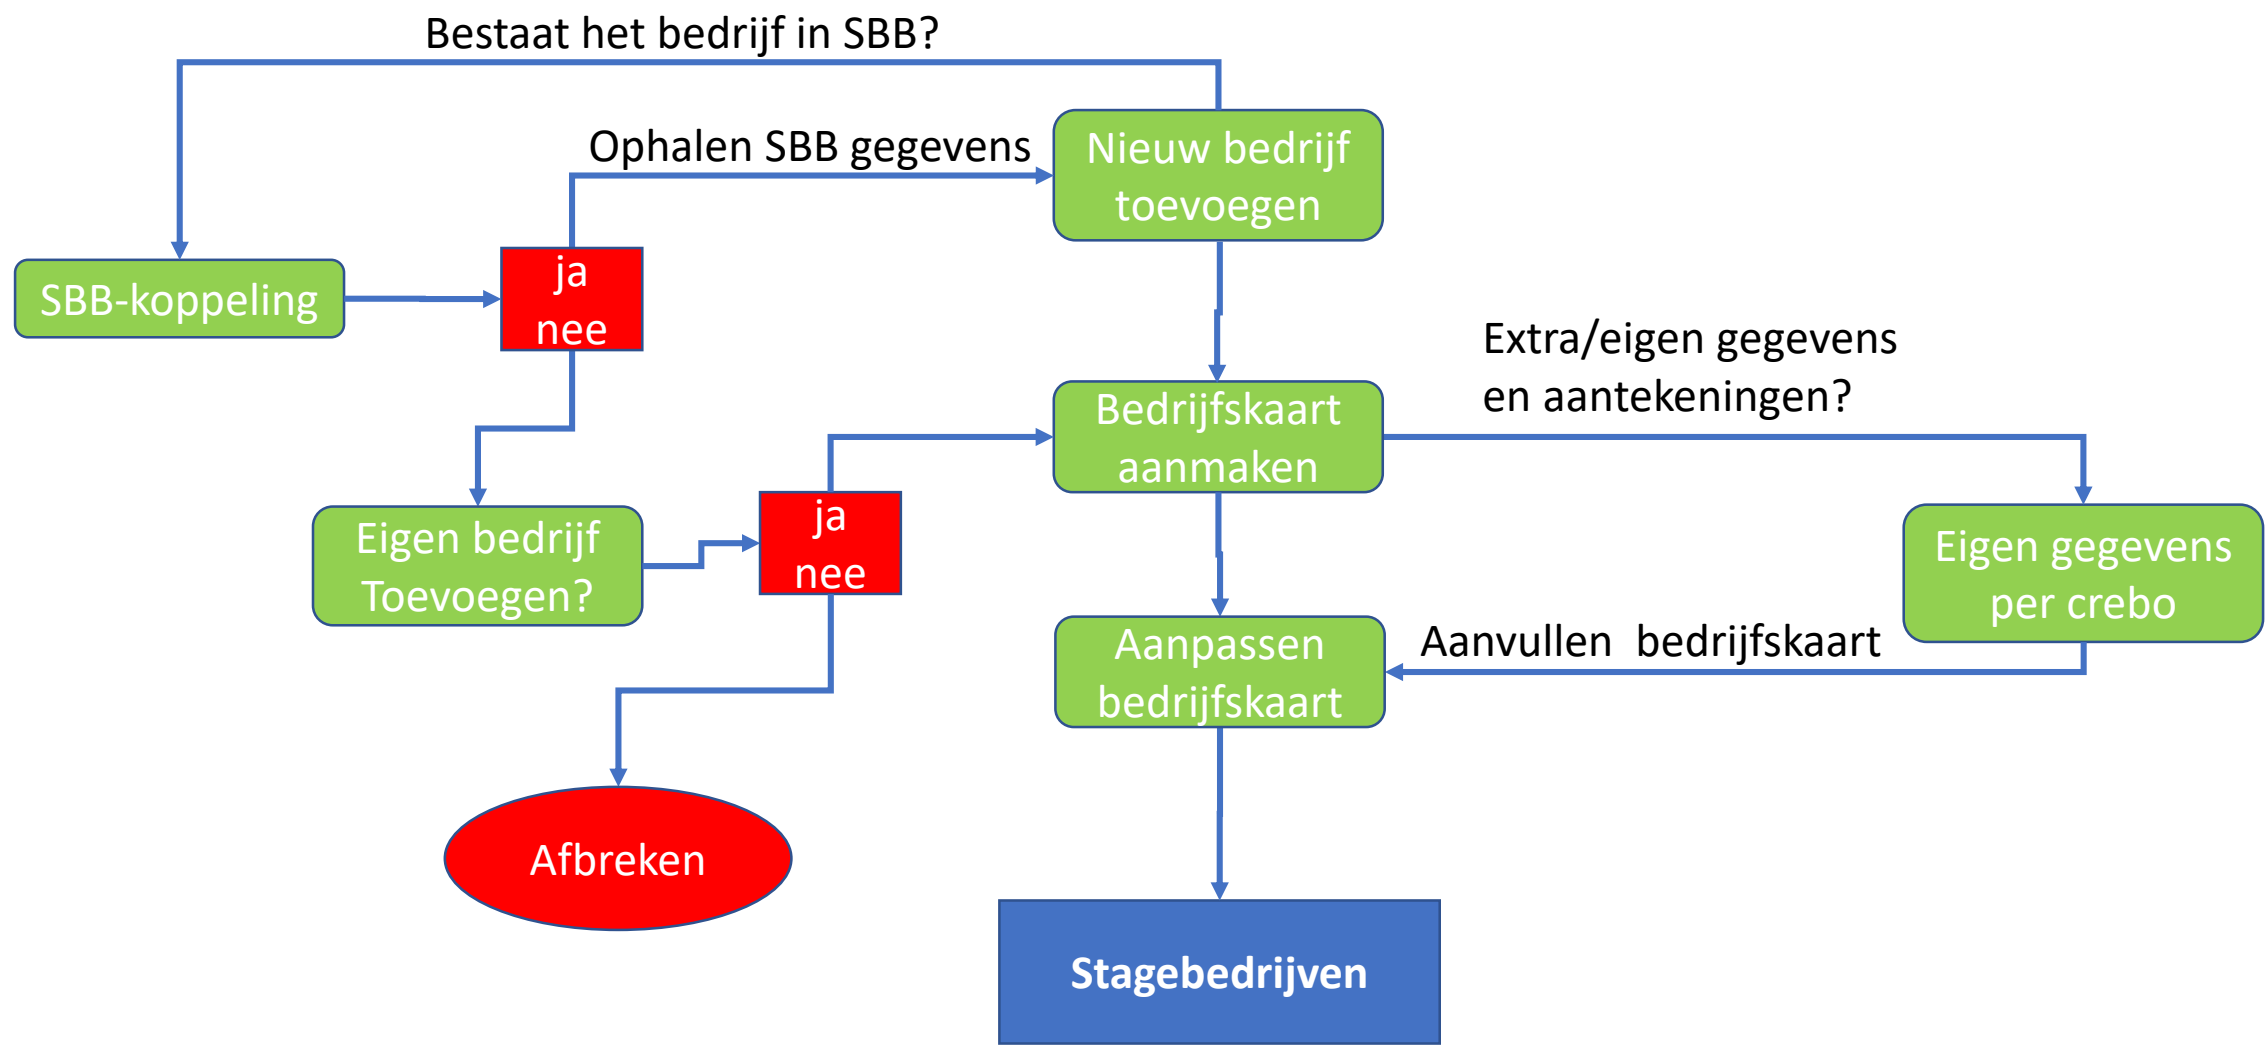 Bestaat het bedrijf in SBB?
Ophalen SBB gegevens
Nieuw bedrijf
toevoegen
SBB-koppeling
ja
nee
Extra/eigen gegevens
en aantekeningen?
Bedrijfskaart
aanmaken
Eigen bedrijf
Toevoegen?
ja
nee
Eigen gegevens
per crebo
Aanpassen
bedrijfskaart
Aanvullen  bedrijfskaart
Afbreken
Stagebedrijven